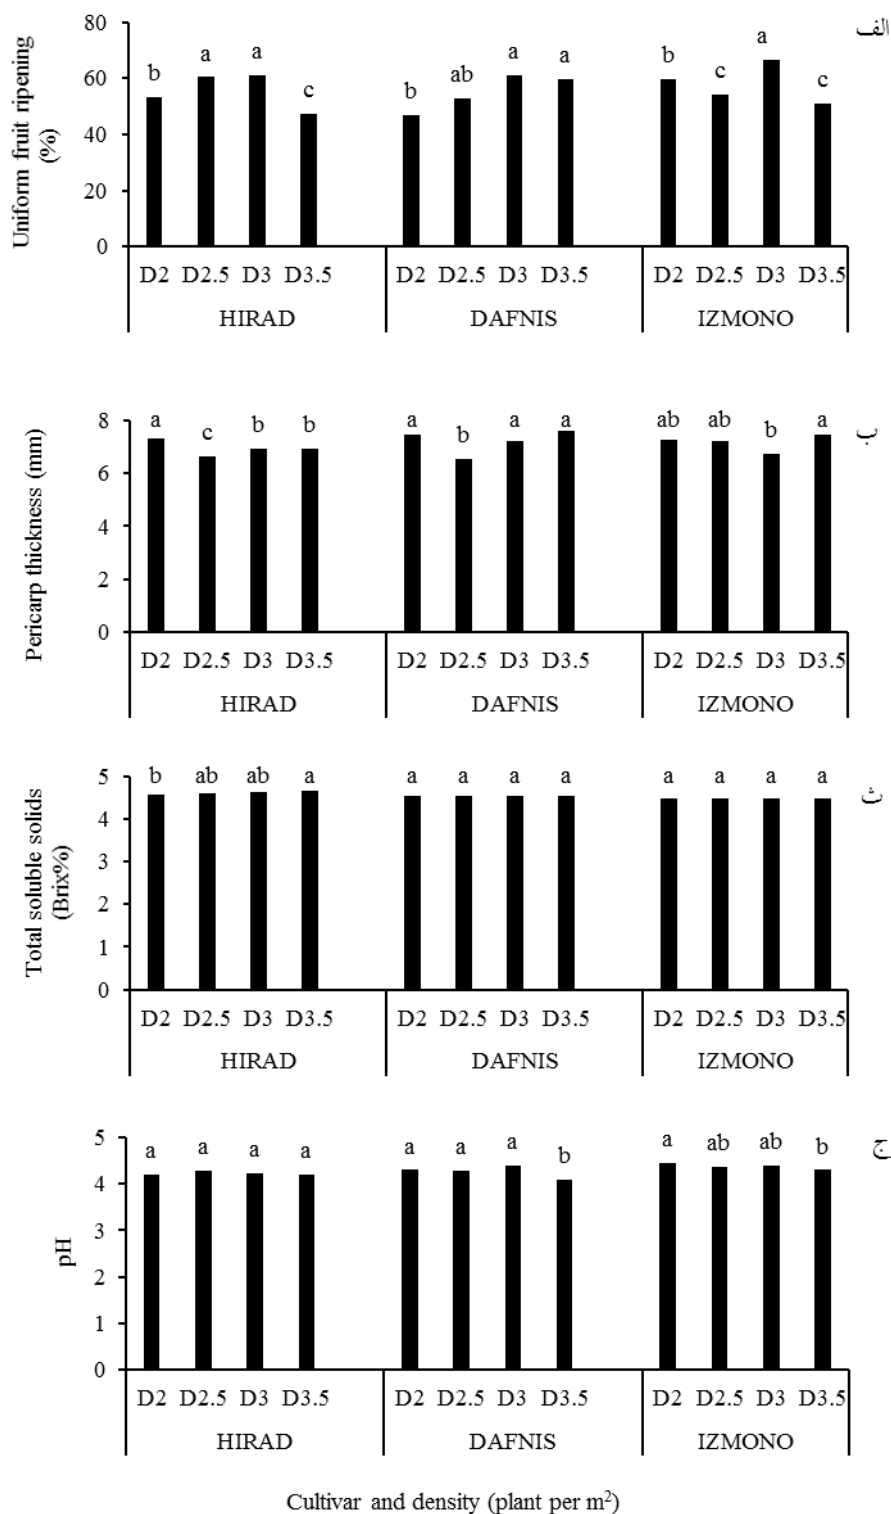 الف
Uniform fruit ripening
(%)
80
60
40
20
0
b a a c b ab a a b c a c
D2 D2.5 D3 D3.5 D2 D2.5 D3 D3.5 D2 D2.5 D3 D3.5
HIRAD DAFNIS IZMONO
ب
Pericarp thickness (mm)
8
6
4
2
0
a c b b a b a a ab ab b a
D2 D2.5 D3 D3.5 D2 D2.5 D3 D3.5 D2 D2.5 D3 D3.5
HIRAD DAFNIS IZMONO
ث
Total soluble solids
(Brix%)
5
4
3
2
1
0
b ab ab a a a a a a a a a
D2 D2.5 D3 D3.5 D2 D2.5 D3 D3.5 D2 D2.5 D3 D3.5
HIRAD DAFNIS IZMONO
ج
pH
5
4
3
2
1
0
a a a a a a a b a ab ab b
D2 D2.5 D3 D3.5 D2 D2.5 D3 D3.5 D2 D2.5 D3 D3.5
HIRAD DAFNIS IZMONO
Cultivar and density (plant per m²)